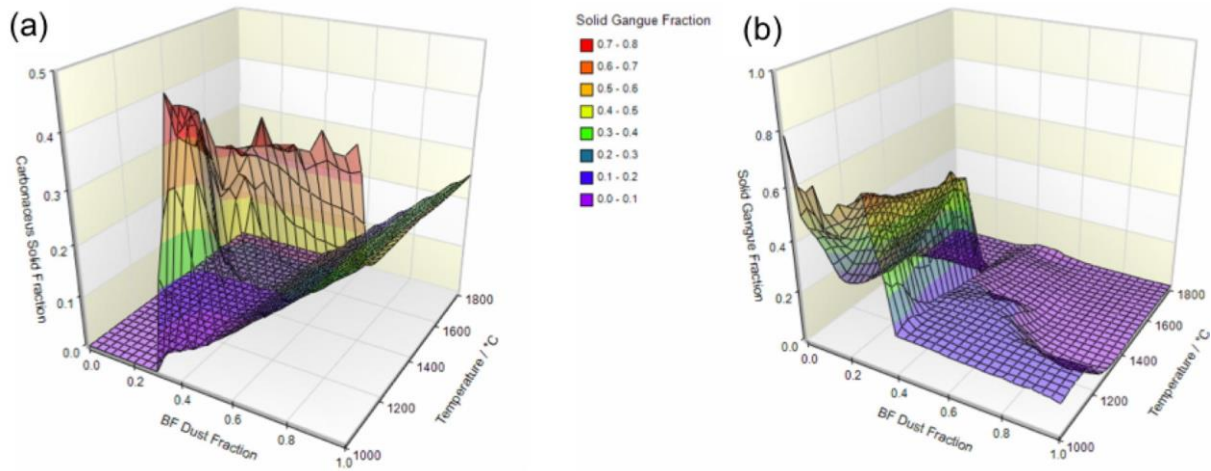 (a)
0.5
0.4
0.3
0.2
0.1
0.0
Carbonaceus Solid Fraction
0.0
0.2
0.4
0.6
0.8
1.0
BF Dust Fraction
1000
1200
1400
1600
1800
Temperature / °C
Solid Gangue Fraction
0.7 - 0.8
0.6 - 0.7
0.5 - 0.6
0.4 - 0.5
0.3 - 0.4
0.2 - 0.3
0.1 - 0.2
0.0 - 0.1
(b)
1.0
0.8
0.6
0.4
0.2
0.0
Solid Gangue Fraction
0.0
0.2
0.4
0.6
0.8
1.0
BF Dust Fraction
1000
1200
1400
1600
1800
Temperature / °C